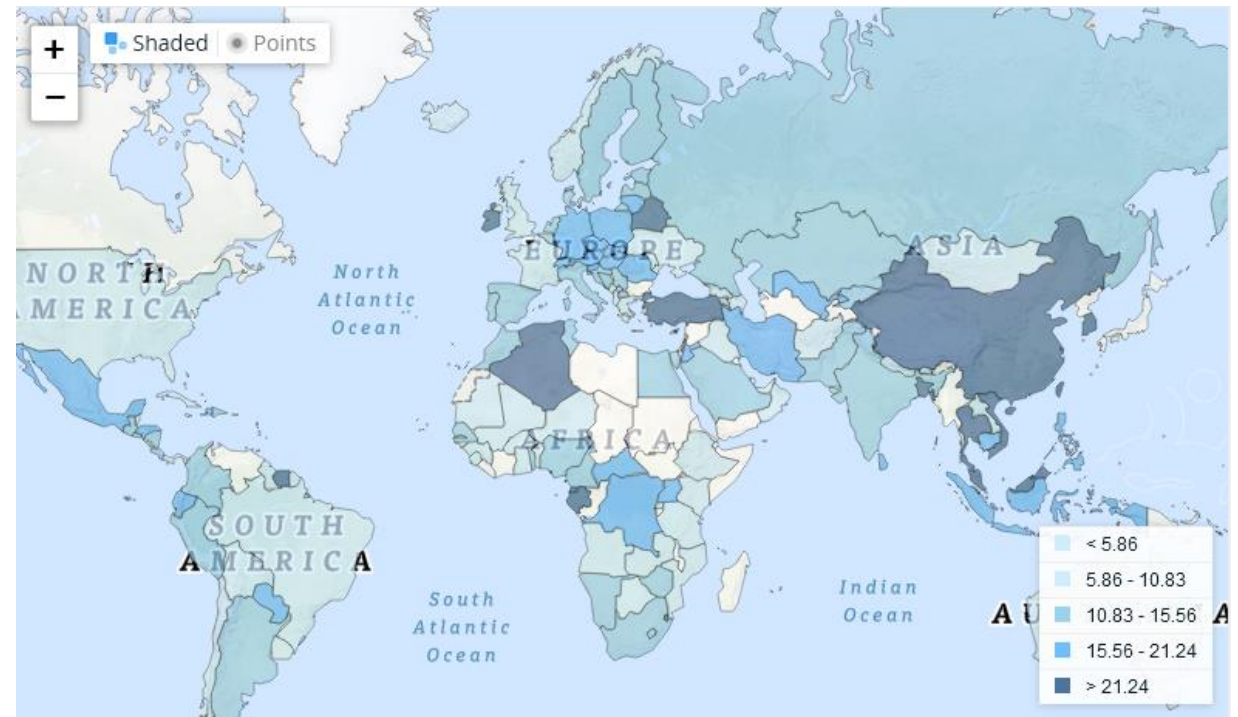 +
Shaded Points
−
NORTH
AMERICA
North
Atlantic
Ocean
EUROPE
ASIA
AFRICA
SOUTH
AMERICA
South
Atlantic
Ocean
Indian
Ocean
< 5.86
5.86 - 10.83
10.83 - 15.56
15.56 - 21.24
> 21.24